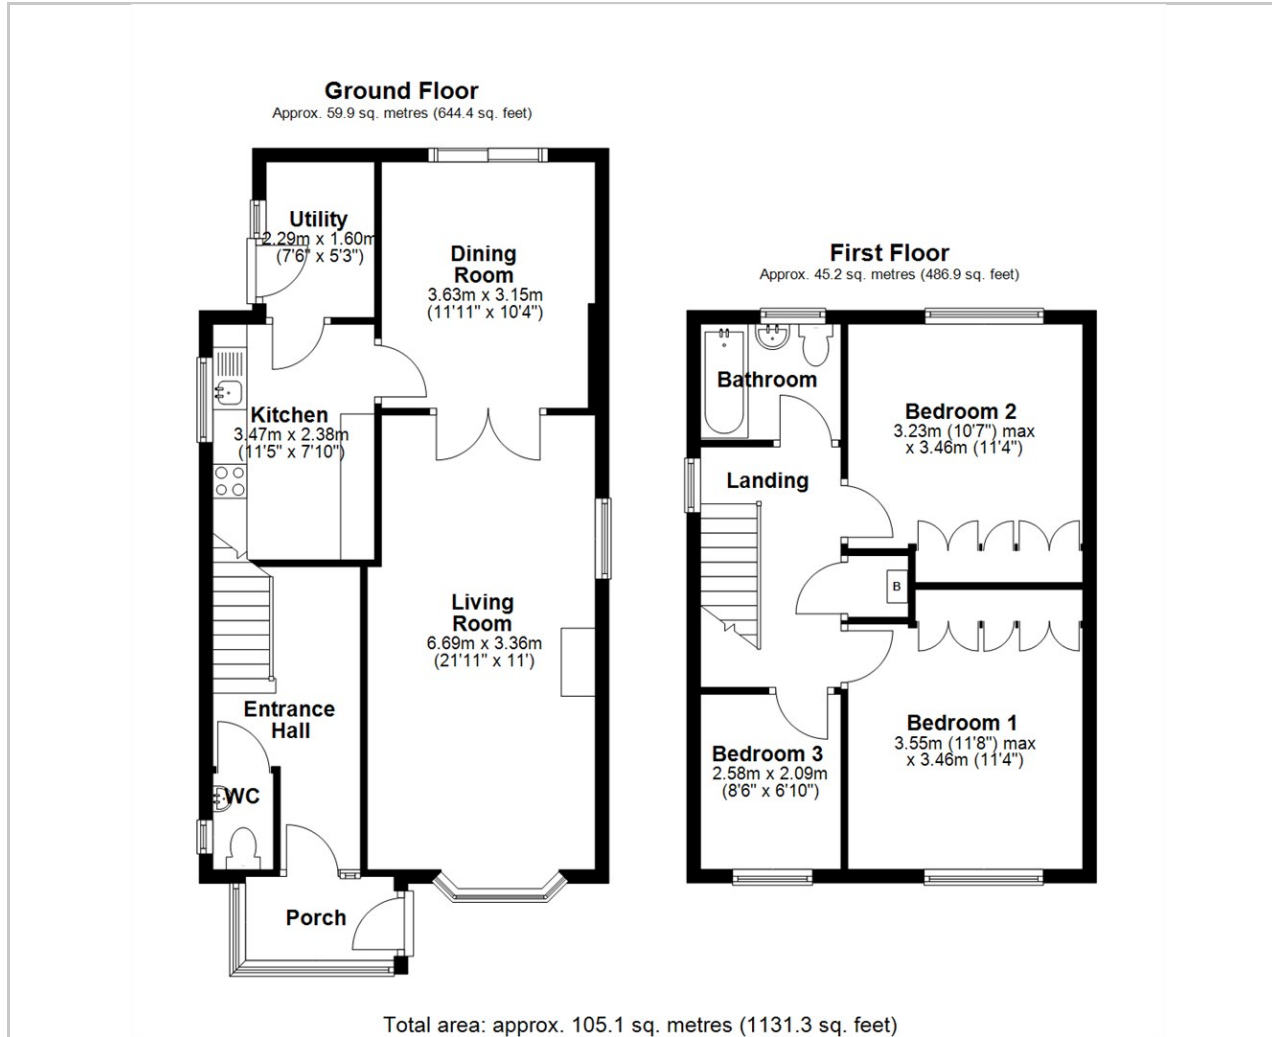 Ground Floor
Approx. 59.9 sq. metres (644.4 sq. feet)
Utility
2.29m x 1.60m
(7'6" x 5'3")
Dining
Room
3.63m x 3.15m
(11'11" x 10'4")
Kitchen
3.47m x 2.38m
(11'5" x 7'10")
Living
Room
6.69m x 3.36m
(21'11" x 11')
Entrance
Hall
WC
Porch
First Floor
Approx. 45.2 sq. metres (486.9 sq. feet)
Bathroom
Bedroom 2
3.23m (10'7") max
x 3.46m (11'4")
Landing
B
Bedroom 1
3.55m (11'8") max
x 3.46m (11'4")
Bedroom 3
2.58m x 2.09m
(8'6" x 6'10")
Total area: approx. 105.1 sq. metres (1131.3 sq. feet)